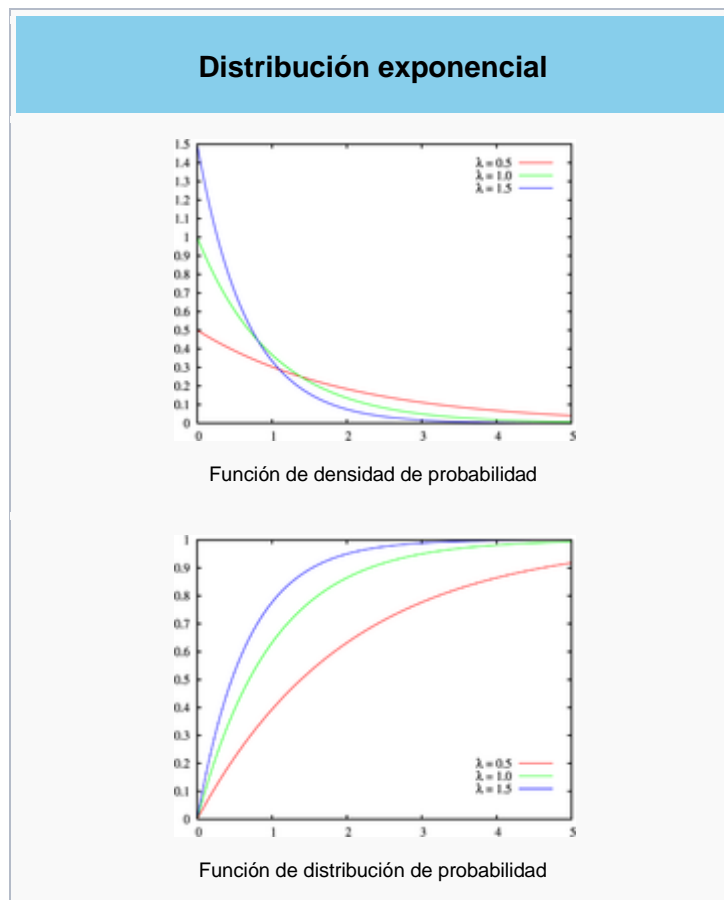 Distribución exponencial
1.5
1.4
1.3
1.2
1.1
1
0.9
0.8
0.7
0.6
0.5
0.4
0.3
0.2
0.1
0
λ = 0.5
λ = 1.0
λ = 1.5
0 1 2 3 4 5
Función de densidad de probabilidad
1
0.9
0.8
0.7
0.6
0.5
0.4
0.3
0.2
0.1
0
λ = 0.5
λ = 1.0
λ = 1.5
0 1 2 3 4 5
Función de distribución de probabilidad